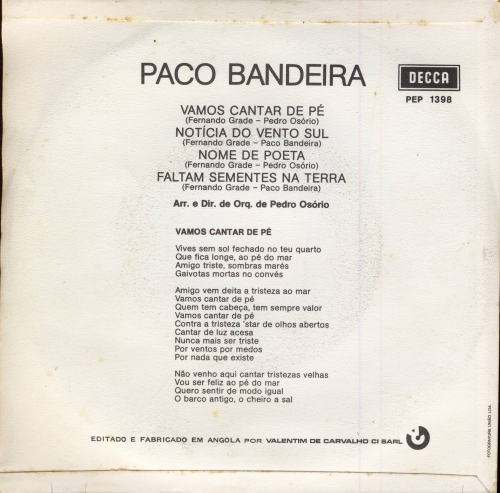 PACO BANDEIRA
DECCA
PEP 1398
VAMOS CANTAR DE PÉ
(Fernando Grade – Pedro Osório)
NOTÍCIA DO VENTO SUL
(Fernando Grade – Paco Bandeira)
NOME DE POETA
(Fernando Grade – Pedro Osório)
FALTAM SEMENTES NA TERRA
(Fernando Grade – Paco Bandeira)
Arr. e Dir. de Orq. de Pedro Osório
VAMOS CANTAR DE PÉ
Vives sem sol fechado no teu quarto
Que fica longe, ao pé do mar
Amigo triste, sombras marés
Gaivotas mortas no convés
Amigo vem deita a tristeza ao mar
Vamos cantar de pé
Quem tem cabeça, tem sempre valor
Vamos cantar de pé
Contra a tristeza 'star de olhos abertos
Cantar de luz acesa
Nunca mais ser triste
Por ventos por medos
Por nada que existe
Não venho aqui cantar tristezas velhas
Vou ser feliz ao pé do mar
Quero sentir de modo igual
O barco antigo, o cheiro a sal
EDITADO E FABRICADO EM ANGOLA POR VALENTIM DE CARVALHO CI SARL
FOTOGRAVURA UNIÃO LDA.